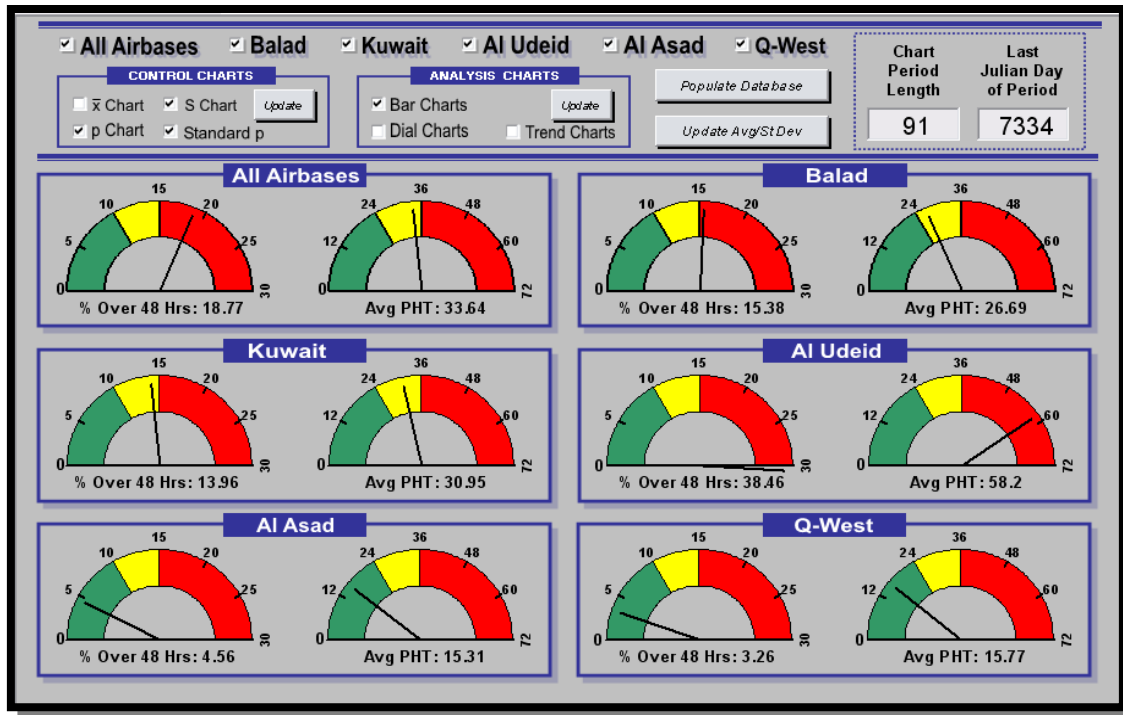 All Airbases Balad Kuwait Al Udeid Al Asad Q-West
CONTROL CHARTS
x̅ Chart S Chart Update
p Chart Standard p
ANALYSIS CHARTS
Bar Charts Update
Dial Charts Trend Charts
Populate Database
Update Avg/St Dev
Chart Period Length
91
Last Julian Day of Period
7334
All Airbases
0 5 10 15 20 25 30
% Over 48 Hrs: 18.77
0 12 24 36 48 60 72
Avg PHT: 33.64
Balad
0 5 10 15 20 25 30
% Over 48 Hrs: 15.38
0 12 24 36 48 60 72
Avg PHT: 26.69
Kuwait
0 5 10 15 20 25 30
% Over 48 Hrs: 13.96
0 12 24 36 48 60 72
Avg PHT: 30.95
Al Udeid
0 5 10 15 20 25 30
% Over 48 Hrs: 38.46
0 12 24 36 48 60 72
Avg PHT: 58.2
Al Asad
0 5 10 15 20 25 30
% Over 48 Hrs: 4.56
0 12 24 36 48 60 72
Avg PHT: 15.31
Q-West
0 5 10 15 20 25 30
% Over 48 Hrs: 3.26
0 12 24 36 48 60 72
Avg PHT: 15.77